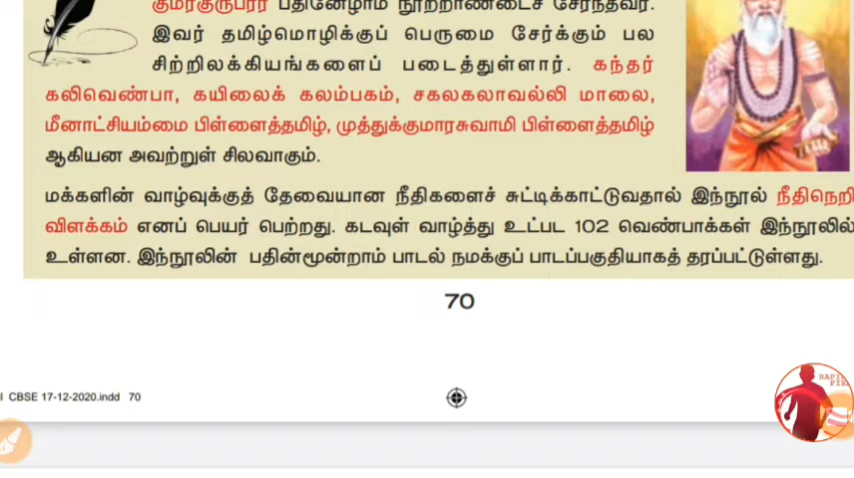 குமரகுருபரர் பதினேழாம் நூற்றாண்டைச் சேர்ந்தவர்.
இவர் தமிழ்மொழிக்குப் பெருமை சேர்க்கும் பல
சிற்றிலக்கியங்களைப் படைத்துள்ளார். கந்தர்
கலிவெண்பா, கயிலைக் கலம்பகம், சகலகலாவல்லி மாலை,
மீனாட்சியம்மை பிள்ளைத்தமிழ், முத்துக்குமாரசுவாமி பிள்ளைத்தமிழ்
ஆகியன அவற்றுள் சிலவாகும்.
மக்களின் வாழ்வுக்குத் தேவையான நீதிகளைச் சுட்டிக்காட்டுவதால் இந்நூல் நீதிநெறி
விளக்கம் எனப் பெயர் பெற்றது. கடவுள் வாழ்த்து உட்பட 102 வெண்பாக்கள் இந்நூலில்
உள்ளன. இந்நூலின் பதின்மூன்றாம் பாடல் நமக்குப் பாடப்பகுதியாகத் தரப்பட்டுள்ளது.
70
CBSE 17-12-2020.indd 70